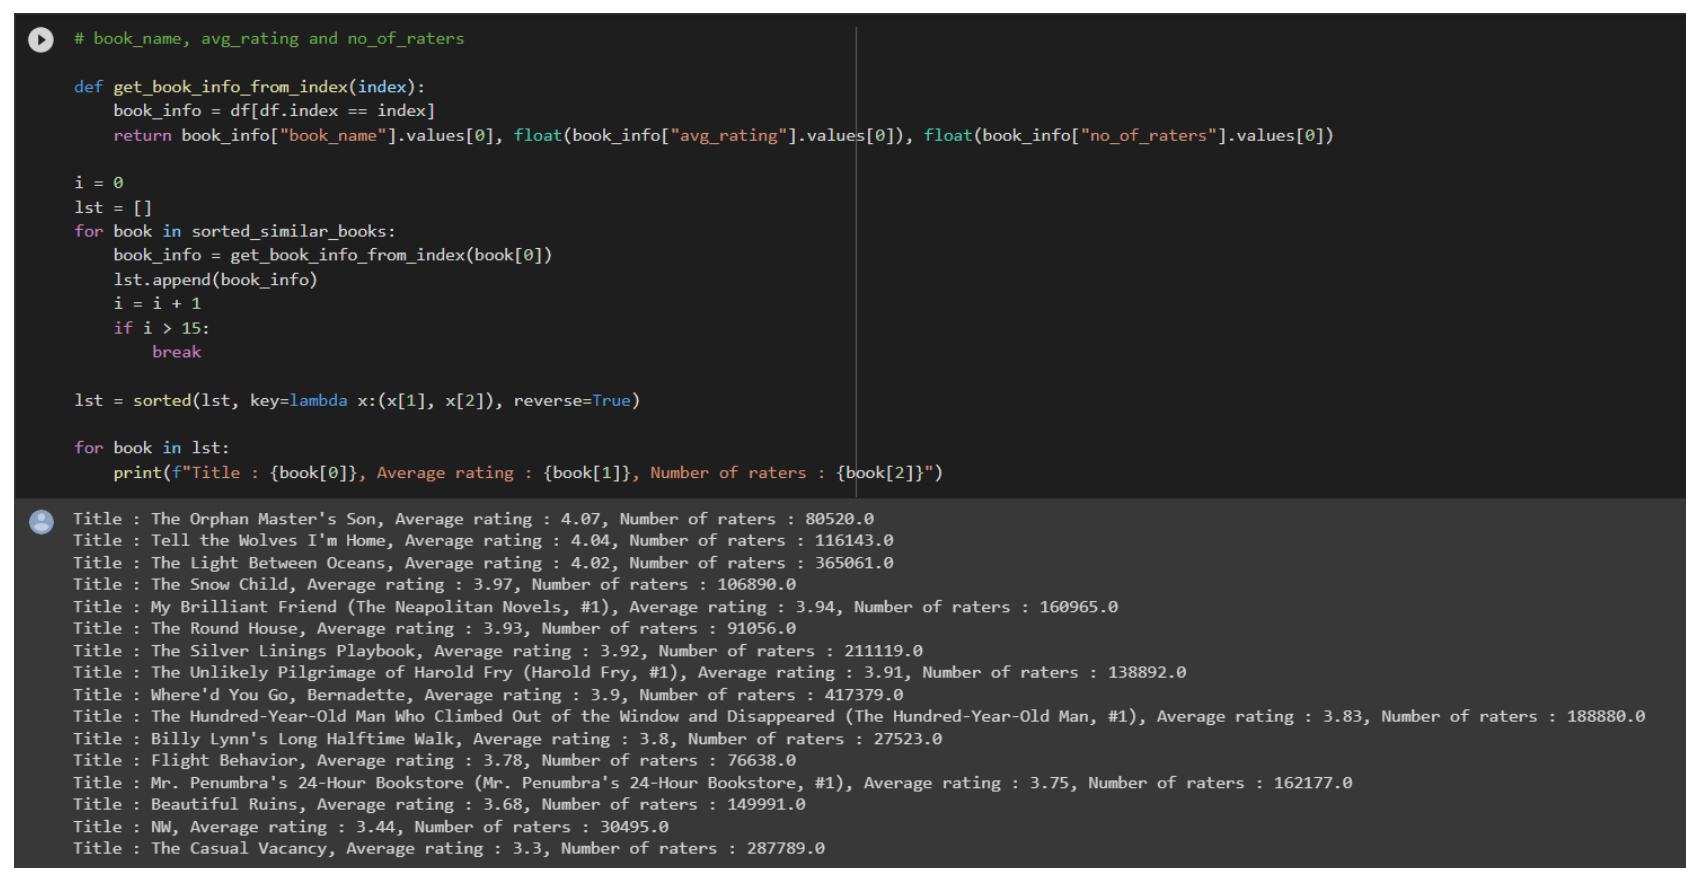 # book_name, avg_rating and no_of_raters
def get_book_info_from_index(index):
    book_info = df[df.index == index]
    return book_info["book_name"].values[0], float(book_info["avg_rating"].values[0]), float(book_info["no_of_raters"].values[0])
i = 0
lst = []
for book in sorted_similar_books:
    book_info = get_book_info_from_index(book[0])
    lst.append(book_info)
    i = i + 1
    if i > 15:
        break
lst = sorted(lst, key=lambda x:(x[1], x[2]), reverse=True)
for book in lst:
    print(f"Title : {book[0]}, Average rating : {book[1]}, Number of raters : {book[2]}")
Title : The Orphan Master's Son, Average rating : 4.07, Number of raters : 80520.0
Title : Tell the Wolves I'm Home, Average rating : 4.04, Number of raters : 116143.0
Title : The Light Between Oceans, Average rating : 4.02, Number of raters : 365061.0
Title : The Snow Child, Average rating : 3.97, Number of raters : 106890.0
Title : My Brilliant Friend (The Neapolitan Novels, #1), Average rating : 3.94, Number of raters : 160965.0
Title : The Round House, Average rating : 3.93, Number of raters : 91056.0
Title : The Silver Linings Playbook, Average rating : 3.92, Number of raters : 211119.0
Title : The Unlikely Pilgrimage of Harold Fry (Harold Fry, #1), Average rating : 3.91, Number of raters : 138892.0
Title : Where'd You Go, Bernadette, Average rating : 3.9, Number of raters : 417379.0
Title : The Hundred-Year-Old Man Who Climbed Out of the Window and Disappeared (The Hundred-Year-Old Man, #1), Average rating : 3.83, Number of raters : 188880.0
Title : Billy Lynn's Long Halftime Walk, Average rating : 3.8, Number of raters : 27523.0
Title : Flight Behavior, Average rating : 3.78, Number of raters : 76638.0
Title : Mr. Penumbra's 24-Hour Bookstore (Mr. Penumbra's 24-Hour Bookstore, #1), Average rating : 3.75, Number of raters : 162177.0
Title : Beautiful Ruins, Average rating : 3.68, Number of raters : 149991.0
Title : NW, Average rating : 3.44, Number of raters : 30495.0
Title : The Casual Vacancy, Average rating : 3.3, Number of raters : 287789.0